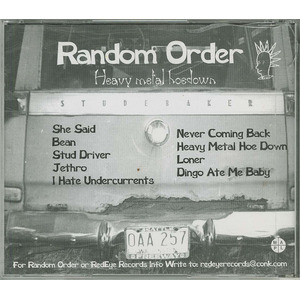 Random Order
Heavy metal hoedown
STUDEBAKER
She Said
Bean
Stud Driver
Jethro
I Hate Undercurrents
Never Coming Back
Heavy Metal Hoe Down
Loner
Dingo Ate Me Baby
OAA 257
For Random Order or RedEye Records Info Write to: redeyerecords@conk.com